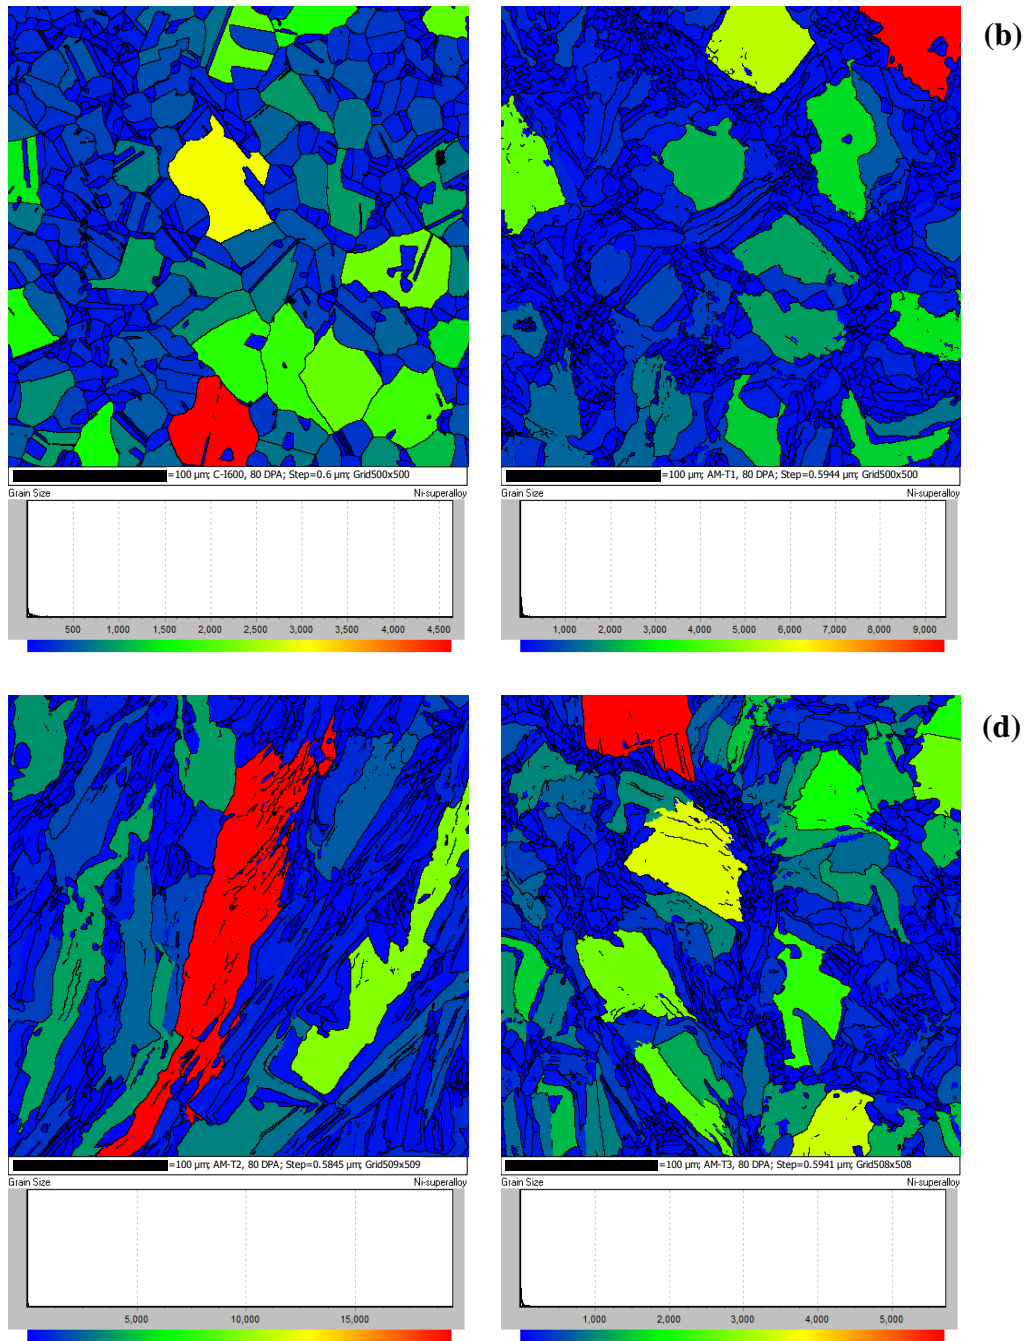 (b)
=100 µm; C-I600, 80 DPA; Step=0.6 µm; Grid500x500
Grain Size Ni-superalloy
500 1,000 1,500 2,000 2,500 3,000 3,500 4,000 4,500
=100 µm; AM-T1, 80 DPA; Step=0.5944 µm; Grid500x500
Grain Size Ni-superalloy
1,000 2,000 3,000 4,000 5,000 6,000 7,000 8,000 9,000
(d)
=100 µm; AM-T2, 80 DPA; Step=0.5845 µm; Grid509x509
Grain Size Ni-superalloy
5,000 10,000 15,000
=100 µm; AM-T3, 80 DPA; Step=0.5941 µm; Grid508x508
Grain Size Ni-superalloy
1,000 2,000 3,000 4,000 5,000